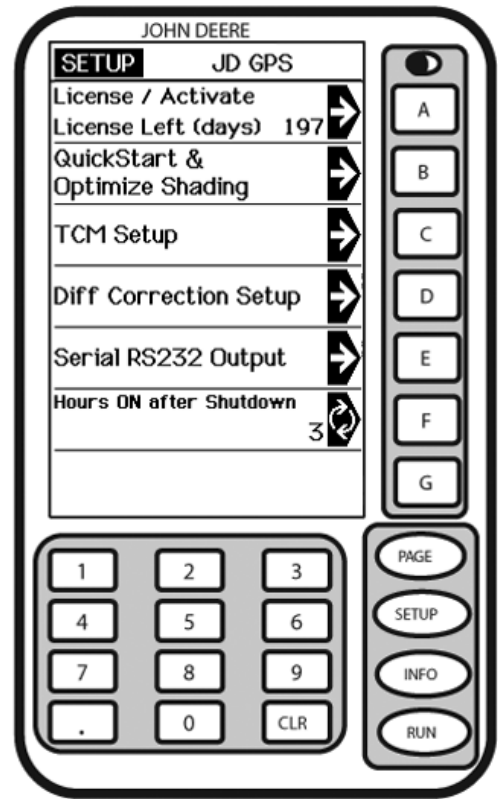 JOHN DEERE
SETUP JD GPS
License / Activate
License Left (days) 197
QuickStart &
Optimize Shading
TCM Setup
Diff Correction Setup
Serial RS232 Output
Hours ON after Shutdown
3
A
B
C
D
E
F
G
1 2 3
4 5 6
7 8 9
. 0 CLR
PAGE
SETUP
INFO
RUN